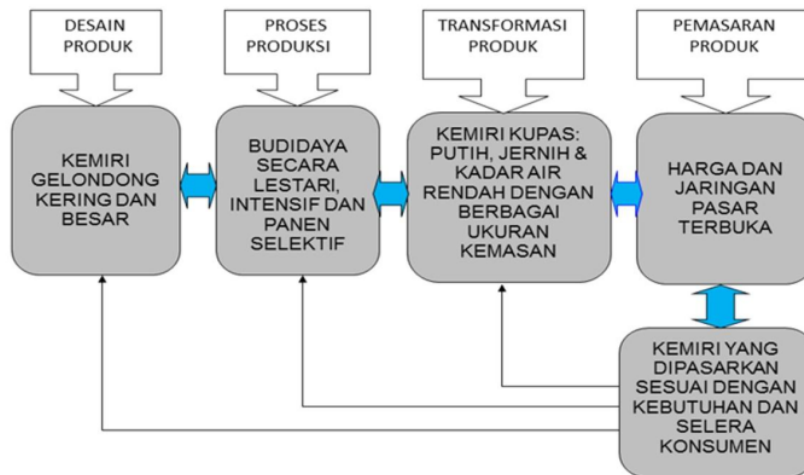 DESAIN
PRODUK
PROSES
PRODUKSI
TRANSFORMASI
PRODUK
PEMASARAN
PRODUK
KEMIRI
GELONDONG
KERING DAN
BESAR
BUDIDAYA
SECARA
LESTARI,
INTENSIF DAN
PANEN
SELEKTIF
KEMIRI KUPAS:
PUTIH, JERNIH &
KADAR AIR
RENDAH DENGAN
BERBAGAI
UKURAN
KEMASAN
HARGA DAN
JARINGAN
PASAR
TERBUKA
KEMIRI YANG
DIPASARKAN
SESUAI DENGAN
KEBUTUHAN DAN
SELERA
KONSUMEN